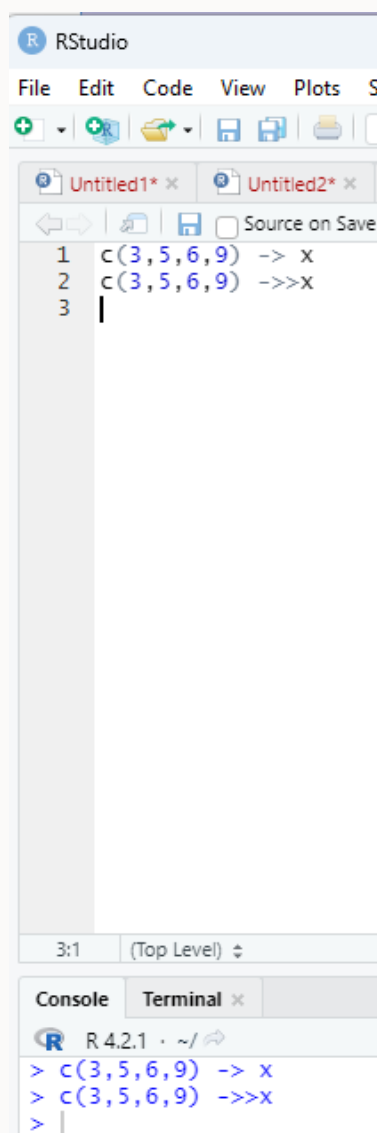 RStudio
File Edit Code View Plots S
Untitled1* × Untitled2* ×
Source on Save
1 c(3,5,6,9) -> x
2 c(3,5,6,9) ->>x
3
3:1 (Top Level)
Console Terminal ×
R 4.2.1 · ~/
> c(3,5,6,9) -> x
> c(3,5,6,9) ->>x
>